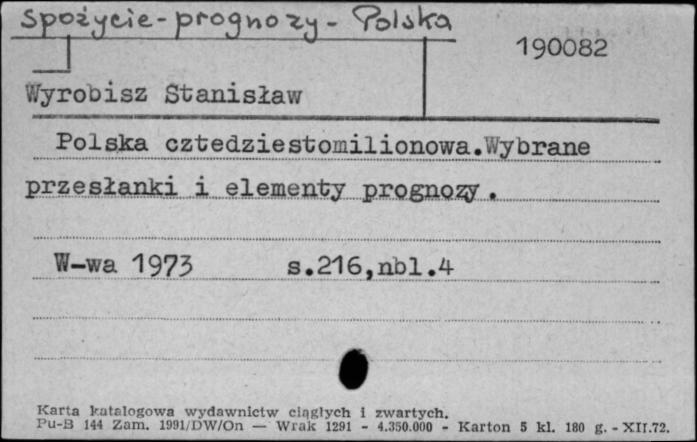 Spożycie - prognozy - Polska
190082
Wyrobisz Stanisław
Polska cztedziestomilionowa.Wybrane
przesłanki i elementy prognozy.
W-wa 1973 s.216,nbl.4
Karta katalogowa wydawnictw ciągłych i zwartych.
Pu-B 144 Zam. 1991/DW/On — Wrak 1291 - 4.350.000 - Karton 5 kl. 180 g. - XII.72.